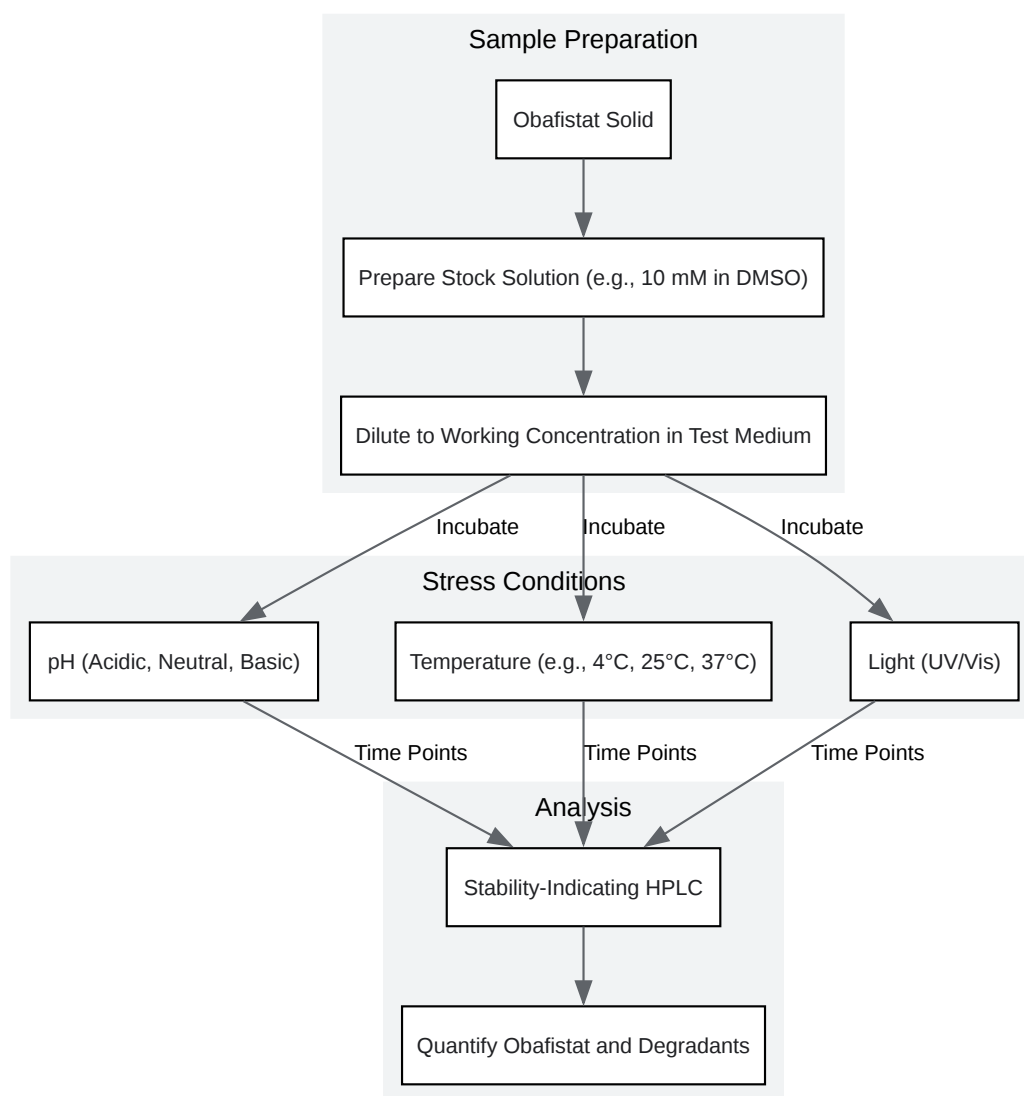 Sample Preparation
Obafistat Solid
Prepare Stock Solution (e.g., 10 mM in DMSO)
Dilute to Working Concentration in Test Medium
Incubate
Incubate
Incubate
Stress Conditions
pH (Acidic, Neutral, Basic)
Temperature (e.g., 4°C, 25°C, 37°C)
Light (UV/Vis)
Time Points
Time Points
Time Points
Analysis
Stability-Indicating HPLC
Quantify Obafistat and Degradants